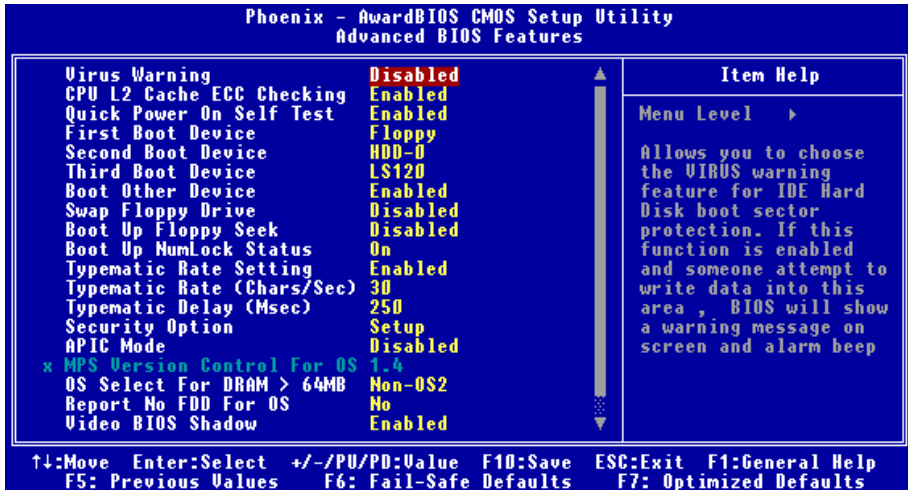 Phoenix - AwardBIOS CMOS Setup Utility
Advanced BIOS Features
Virus Warning Disabled
CPU L2 Cache ECC Checking Enabled
Quick Power On Self Test Enabled
First Boot Device Floppy
Second Boot Device HDD-0
Third Boot Device LS120
Boot Other Device Enabled
Swap Floppy Drive Disabled
Boot Up Floppy Seek Disabled
Boot Up NumLock Status On
Typematic Rate Setting Enabled
Typematic Rate (Chars/Sec) 30
Typematic Delay (Msec) 250
Security Option Setup
APIC Mode Disabled
x MPS Version Control For OS 1.4
OS Select For DRAM > 64MB Non-OS2
Report No FDD For OS No
Video BIOS Shadow Enabled
Item Help
Menu Level ▸
Allows you to choose
the VIRUS warning
feature for IDE Hard
Disk boot sector
protection. If this
function is enabled
and someone attempt to
write data into this
area , BIOS will show
a warning message on
screen and alarm beep
↑↓:Move Enter:Select +/-/PU/PD:Value F10:Save ESC:Exit F1:General Help
F5: Previous Values F6: Fail-Safe Defaults F7: Optimized Defaults